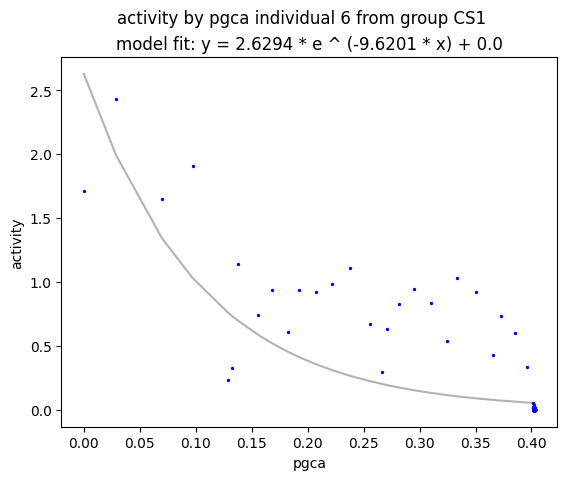 activity by pgca individual 6 from group CS1
model fit: y = 2.6294 * e ^ (-9.6201 * x) + 0.0
2.5
2.0
1.5
1.0
0.5
0.0
activity
0.00 0.05 0.10 0.15 0.20 0.25 0.30 0.35 0.40
pgca